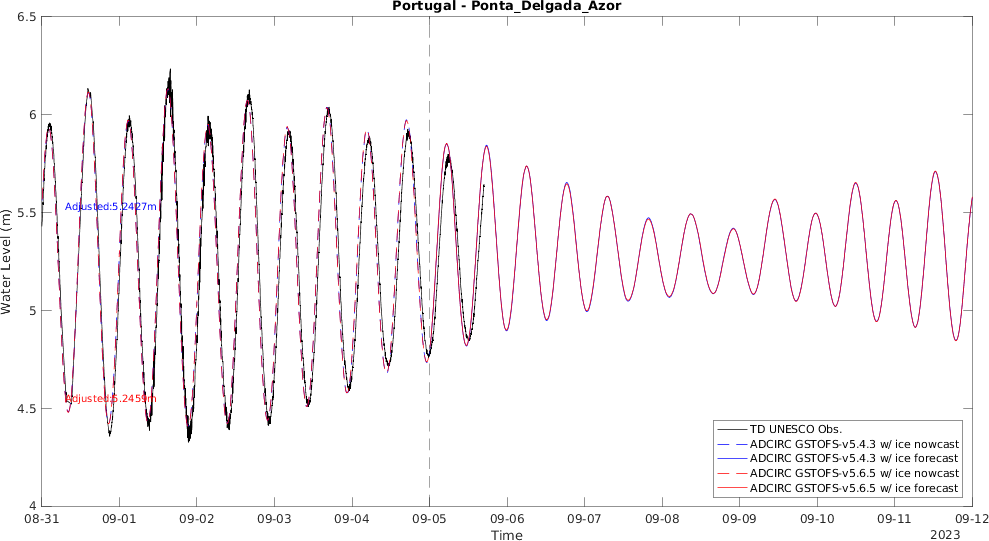 Portugal - Ponta_Delgada_Azor
6.5
6
5.5
5
4.5
4
Water Level (m)
Adjusted:5.2427m
Adjusted:5.2459m
TD UNESCO Obs.
ADCIRC GSTOFS-v5.4.3 w/ ice nowcast
ADCIRC GSTOFS-v5.4.3 w/ ice forecast
ADCIRC GSTOFS-v5.6.5 w/ ice nowcast
ADCIRC GSTOFS-v5.6.5 w/ ice forecast
08-31 09-01 09-02 09-03 09-04 09-05 09-06 09-07 09-08 09-09 09-10 09-11 09-12
Time
2023